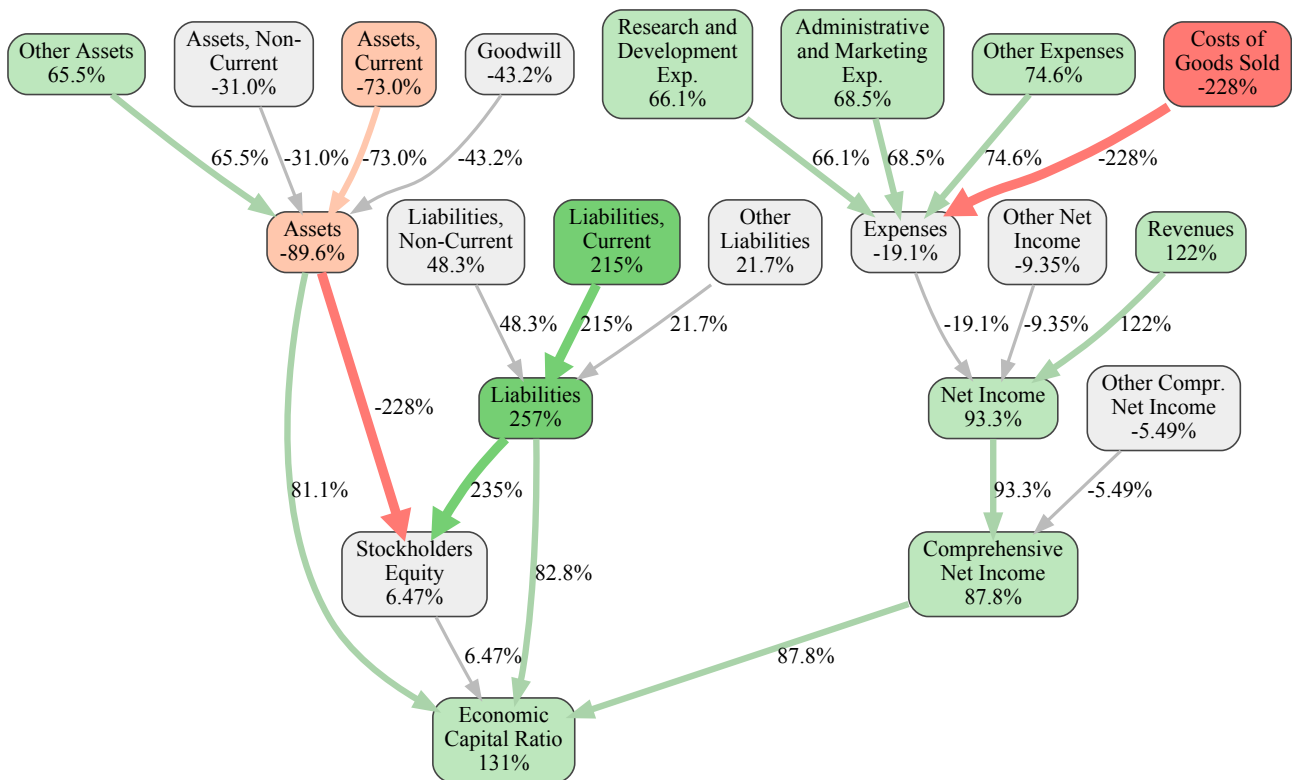 Other Assets
65.5%
Assets, Non-
Current
-31.0%
Assets,
Current
-73.0%
Goodwill
-43.2%
Research and
Development
Exp.
66.1%
Administrative
and Marketing
Exp.
68.5%
Other Expenses
74.6%
Costs of
Goods Sold
-228%
65.5%
-31.0%
-73.0%
-43.2%
66.1%
68.5%
74.6%
-228%
Assets
-89.6%
Liabilities,
Non-Current
48.3%
Liabilities,
Current
215%
Other
Liabilities
21.7%
Expenses
-19.1%
Other Net
Income
-9.35%
Revenues
122%
48.3%
215%
21.7%
-19.1%
-9.35%
122%
-228%
Liabilities
257%
Net Income
93.3%
Other Compr.
Net Income
-5.49%
81.1%
235%
93.3%
-5.49%
Stockholders
Equity
6.47%
82.8%
Comprehensive
Net Income
87.8%
6.47%
87.8%
Economic
Capital Ratio
131%